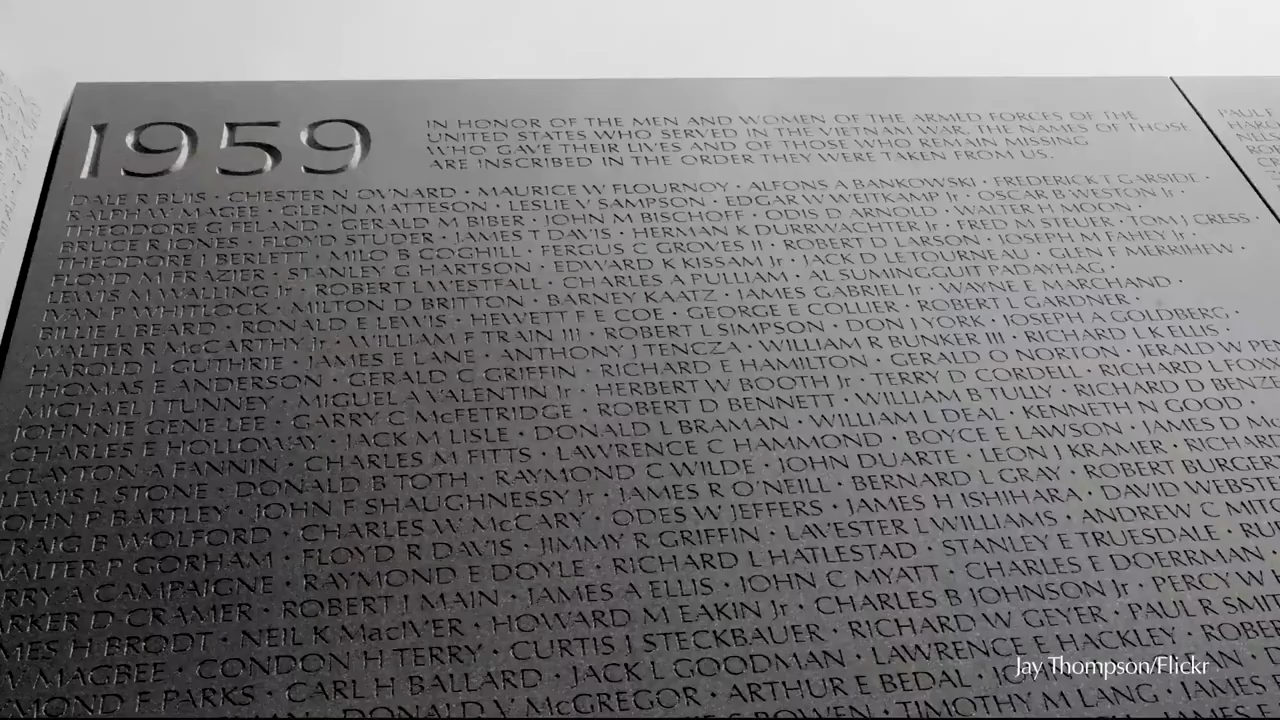 1959
IN HONOR OF THE MEN AND WOMEN OF THE ARMED FORCES OF THE
UNITED STATES WHO SERVED IN THE VIETNAM WAR. THE NAMES OF THOSE
WHO GAVE THEIR LIVES AND OF THOSE WHO REMAIN MISSING
ARE INSCRIBED IN THE ORDER THEY WERE TAKEN FROM US.
DALE R BUIS · CHESTER N OVNARD · MAURICE W FLOURNOY · ALFONS A BANKOWSKI · FREDERICK T GARSIDE ·
RALPH W MAGEE · GLENN MATTESON · LESLIE V SAMPSON · EDGAR W WEITKAMP Jr · OSCAR B WESTON Jr ·
THEODORE G FELAND · GERALD M BIBER · JOHN M BISCHOFF · ODIS D ARNOLD · WALTER H MOON ·
BRUCE R JONES · FLOYD STUDER · JAMES T DAVIS · HERMAN K DURRWACHTER Jr · FRED M STEUER · TOM J CRESS ·
THEODORE J BERLETT · MILO B COGHILL · FERGUS C GROVES II · ROBERT D LARSON · JOSEPH M FAHEY Jr ·
FLOYD M FRAZIER · STANLEY G HARTSON · EDWARD K KISSAM Jr · JACK D LETOURNEAU · GLEN F MERRIHEW ·
LEWIS M WALLING Jr · ROBERT L WESTFALL · CHARLES A PULLIAM · AL SUMINGGUIT PADAYHAG ·
IVAN P WHITLOCK · MILTON D BRITTON · BARNEY KAATZ · JAMES GABRIEL Jr · WAYNE E MARCHAND ·
BILLIE L BEARD · RONALD E LEWIS · HEWETT F E COE · GEORGE E COLLIER · ROBERT L GARDNER ·
WALTER R McCARTHY Jr · WILLIAM F TRAIN III · ROBERT L SIMPSON · DON J YORK · JOSEPH A GOLDBERG ·
HAROLD L GUTHRIE · JAMES E LANE · ANTHONY J TENCZA · WILLIAM R BUNKER III · RICHARD L K ELLIS ·
THOMAS E ANDERSON · GERALD C GRIFFIN · RICHARD E HAMILTON · GERALD O NORTON · JERALD W
MICHAEL J TUNNEY · MIGUEL A VALENTIN Jr · HERBERT W BOOTH Jr · TERRY D CORDELL · RICHARD L
JOHNNIE GENE LEE · GARRY C McFETRIDGE · ROBERT D BENNETT · WILLIAM B TULLY · RICHARD D
CHARLES E HOLLOWAY · JACK M LISLE · DONALD L BRAMAN · WILLIAM L DEAL · KENNETH N GOOD ·
CLAYTON A FANNIN · CHARLES M FITTS · LAWRENCE C HAMMOND · BOYCE E LAWSON · JAMES D
LEWIS L STONE · DONALD B TOTH · RAYMOND C WILDE · JOHN DUARTE · LEON J KRAMER · RICHARD
JOHN P BARTLEY · JOHN F SHAUGHNESSY Jr · JAMES R O'NEILL · BERNARD L GRAY · ROBERT BURGER
CRAIG B WOLFORD · CHARLES W McCARY · ODES W JEFFERS · JAMES H ISHIHARA · DAVID WEBSTE
WALTER P GORHAM · FLOYD R DAVIS · JIMMY R GRIFFIN · LAVESTER L WILLIAMS · ANDREW C
RRY A CAMPAIGNE · RAYMOND E DOYLE · RICHARD L HATLESTAD · STANLEY E TRUESDALE ·
ARKER D CRAMER · ROBERT J MAIN · JAMES A ELLIS · JOHN C MYATT · CHARLES E DOERRMAN ·
MES H BRODT · NEIL K MacIVER · HOWARD M EAKIN Jr · CHARLES B JOHNSON Jr · PERCY W
V MAGBEE · CONDON H TERRY · CURTIS J STECKBAUER · RICHARD W GEYER · PAUL R SMIT
MOND F PARKS · CARL H BALLARD · JACK L GOODMAN · LAWRENCE E HACKLEY · ROBE
DONALD V McGREGOR · ARTHUR E BEDAL ·
BOWEN · TIMOTHY M LANG · JAMES
PAUL F
Jay Thompson/Flickr